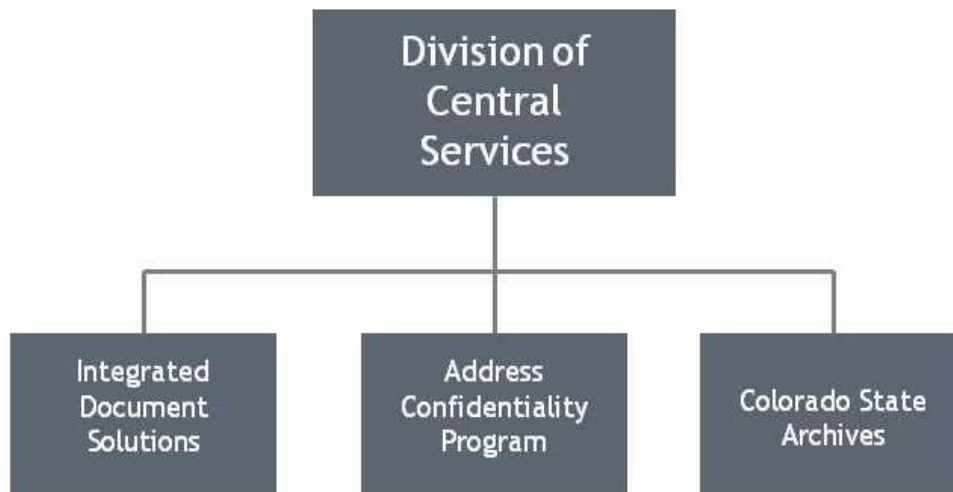 Division of
Central
Services
Integrated
Document
Solutions
Address
Confidentiality
Program
Colorado State
Archives